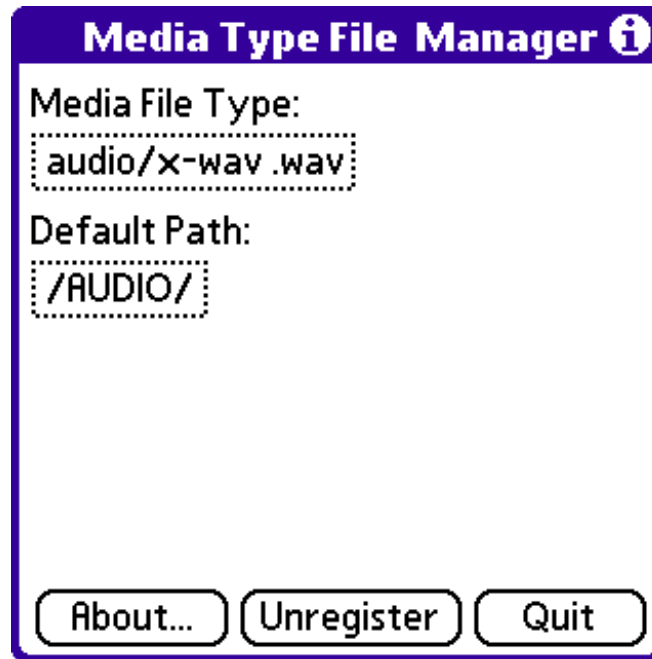 Media Type File Manager i
Media File Type:
audio/x-wav .wav
Default Path:
/AUDIO/
About... Unregister Quit